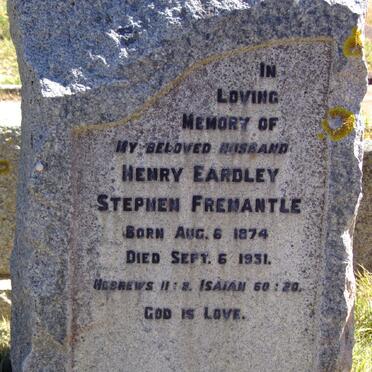 IN
LOVING
MEMORY OF
MY BELOVED HUSBAND
HENRY EARDLEY
STEPHEN FREMANTLE
BORN AUG. 6 1874
DIED SEPT. 6 1931.
HEBREWS 11:8. ISAIAH 60:20.
GOD IS LOVE.